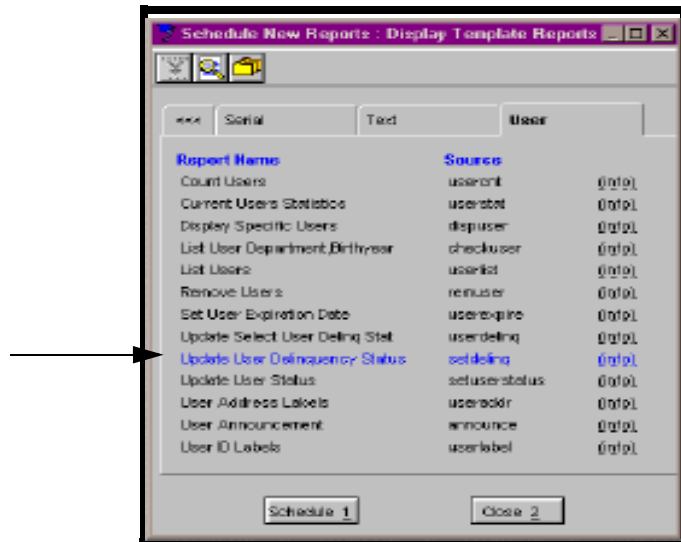 Schedule New Reports : Display Template Reports
<<< Serial Text User
Report Name Source
Count Users usercnt (info)
Current Users Statistics userstat (info)
Display Specific Users dispuser (info)
List User Department,Birthyear checkuser (info)
List Users userlist (info)
Remove Users remuser (info)
Set User Expiration Date userexpire (info)
Update Select User Delinq Stat userdelinq (info)
Update User Delinquency Status setdelinq (info)
Update User Status setuserstatus (info)
User Address Labels useraddr (info)
User Announcement announce (info)
User ID Labels userlabel (info)
Schedule 1 Close 2